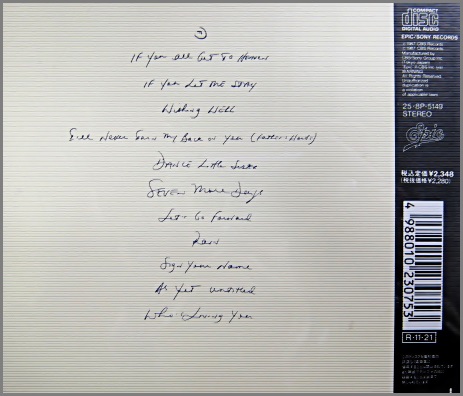 If You all Get To Heaven
If You Let Me Stay
Wishing Well
I'll Never Turn My Back on You (Father's Words)
Dance Little Sister
Seven More Days
Let's Go Forward
Rain
Sign Your Name
As Yet Untitled
Who's Loving You
COMPACT
disc
DIGITAL AUDIO
EPIC/SONY RECORDS
25·8P-5149
STEREO
Epic
税込定価¥2,348
(税抜価格¥2,280)
4 988010 230753
R·11·21